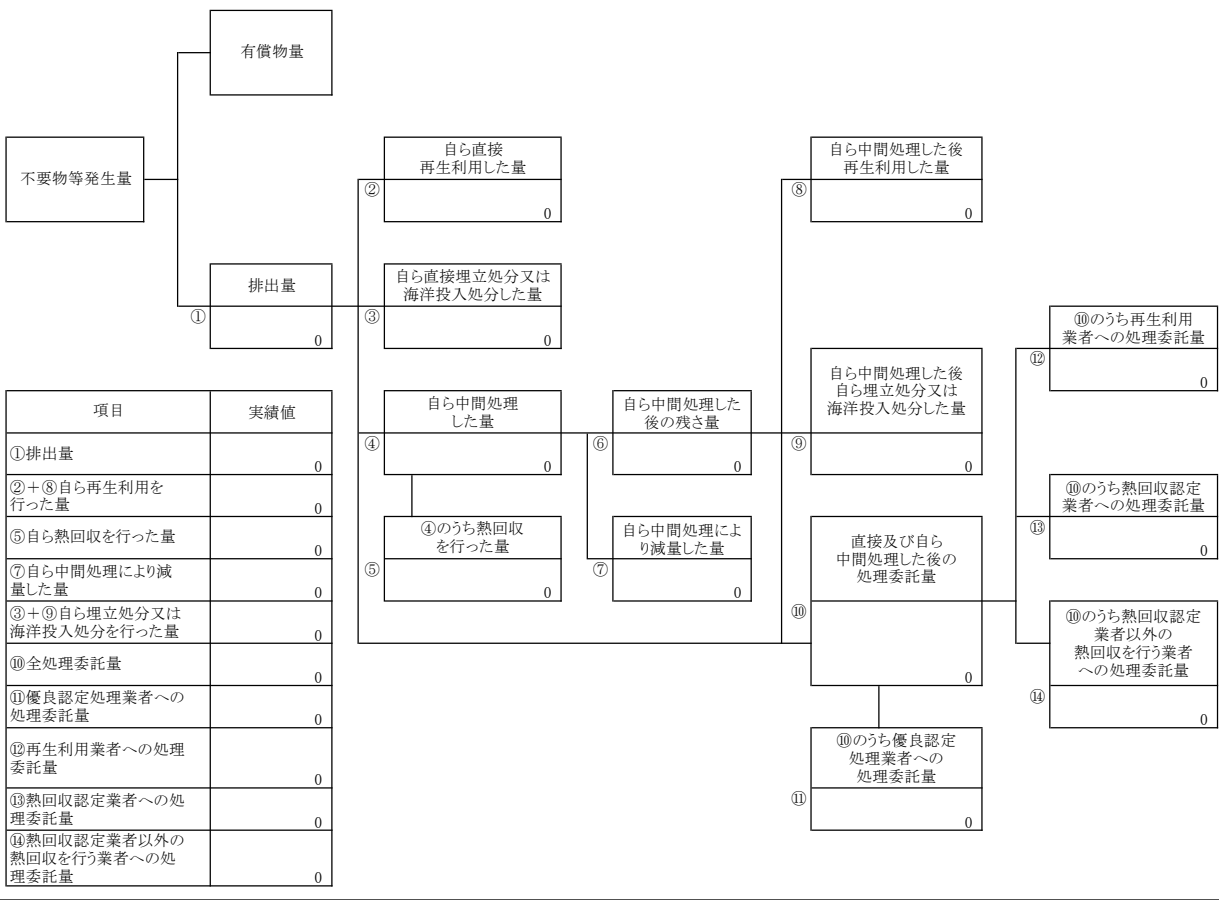 有償物量
不要物等発生量
自ら直接
再生利用した量
②
0
自ら中間処理した後
再生利用した量
⑧
0
排出量
①
0
自ら直接埋立処分又は
海洋投入処分した量
③
0
⑩のうち再生利用
業者への処理委託量
⑫
0
自ら中間処理した後
自ら埋立処分又は
海洋投入処分した量
⑨
0
自ら中間処理
した量
④
0
自ら中間処理した
後の残さ量
⑥
0
⑩のうち熱回収認定
業者への処理委託量
⑬
0
④のうち熱回収
を行った量
⑤
0
自ら中間処理によ
り減量した量
⑦
0
直接及び自ら
中間処理した後の
処理委託量
⑩
0
⑩のうち熱回収認定
業者以外の
熱回収を行う業者
への処理委託量
⑭
0
⑩のうち優良認定
処理業者への
処理委託量
⑪
0
項目 実績値
①排出量
0
②+⑧自ら再生利用を
行った量 0
⑤自ら熱回収を行った量
0
⑦自ら中間処理により減
量した量 0
③+⑨自ら埋立処分又は
海洋投入処分を行った量 0
⑩全処理委託量
0
⑪優良認定処理業者への
処理委託量 0
⑫再生利用業者への処理
委託量
0
⑬熱回収認定業者への処
理委託量 0
⑭熱回収認定業者以外の
熱回収を行う業者への処
理委託量 0